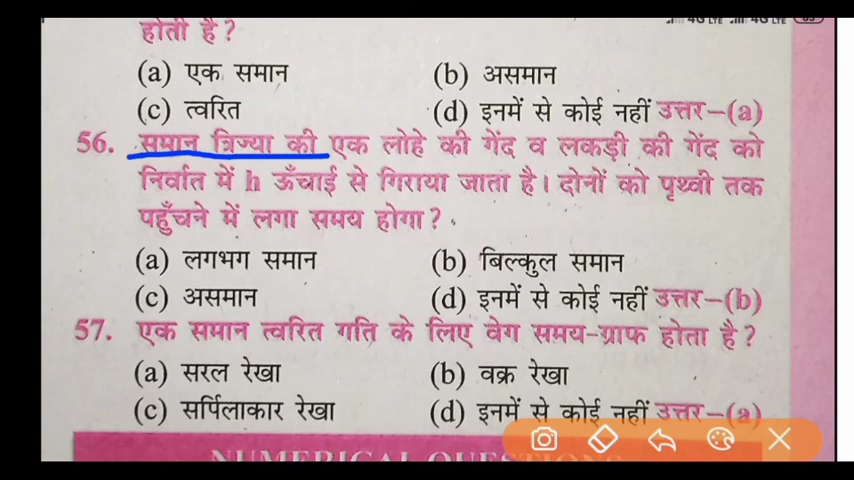 होती है?
(a) एक समान (b) असमान
(c) त्वरित (d) इनमें से कोई नहीं उत्तर–(a)
56. समान त्रिज्या की एक लोहे की गेंद व लकड़ी की गेंद को
निर्वात में h ऊँचाई से गिराया जाता है। दोनों को पृथ्वी तक
पहुँचने में लगा समय होगा?
(a) लगभग समान (b) बिल्कुल समान
(c) असमान (d) इनमें से कोई नहीं उत्तर–(b)
57. एक समान त्वरित गति के लिए वेग समय-ग्राफ होता है?
(a) सरल रेखा (b) वक्र रेखा
(c) सर्पिलाकार रेखा (d) इनमें से कोई नहीं उत्तर–(a)
NUMERICAL QUESTIONS